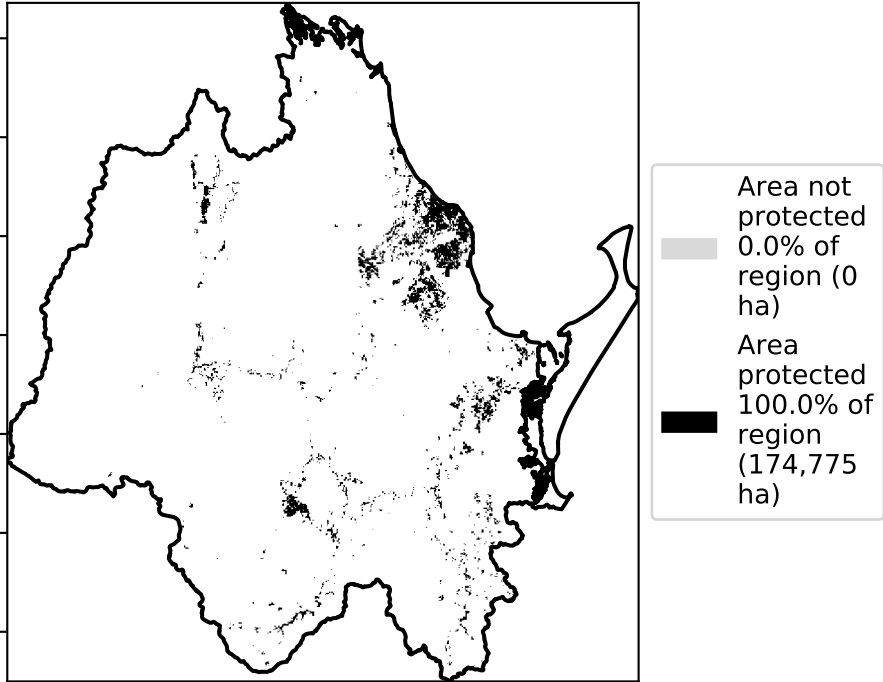 Area not
protected
0.0% of
region (0
ha)
Area
protected
100.0% of
region
(174,775
ha)